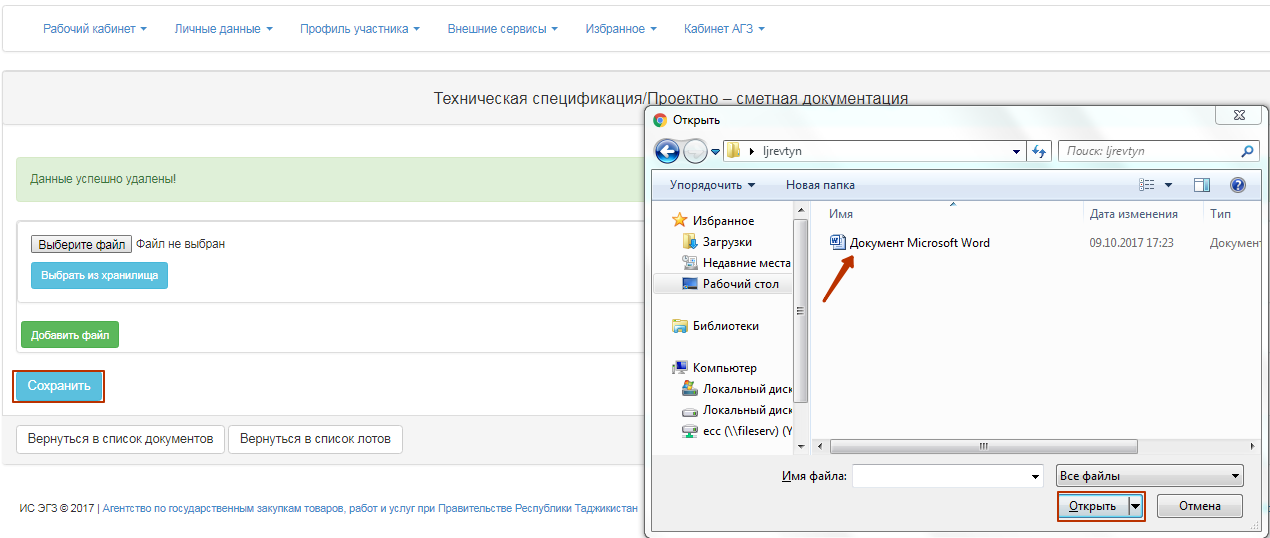 Рабочий кабинет Личные данные Профиль участника Внешние сервисы Избранное Кабинет АГЗ
Техническая спецификация/Проектно – сметная документация
Данные успешно удалены!
Выберите файл Файл не выбран
Выбрать из хранилища
Добавить файл
Сохранить
Вернуться в список документов Вернуться в список лотов
ИС ЭГЗ © 2017 | Агентство по государственным закупкам товаров, работ и услуг при Правительстве Республики Таджикистан
Открыть
ljrevtyn Поиск: ljrevtyn
Упорядочить Новая папка
Избранное
Загрузки
Недавние места
Рабочий стол
Библиотеки
Компьютер
Локальный диск
Локальный диск
ecc (\\fileserv) (Y
Имя Дата изменения Тип
Документ Microsoft Word 09.10.2017 17:23 Документ
Имя файла: Все файлы
Открыть Отмена